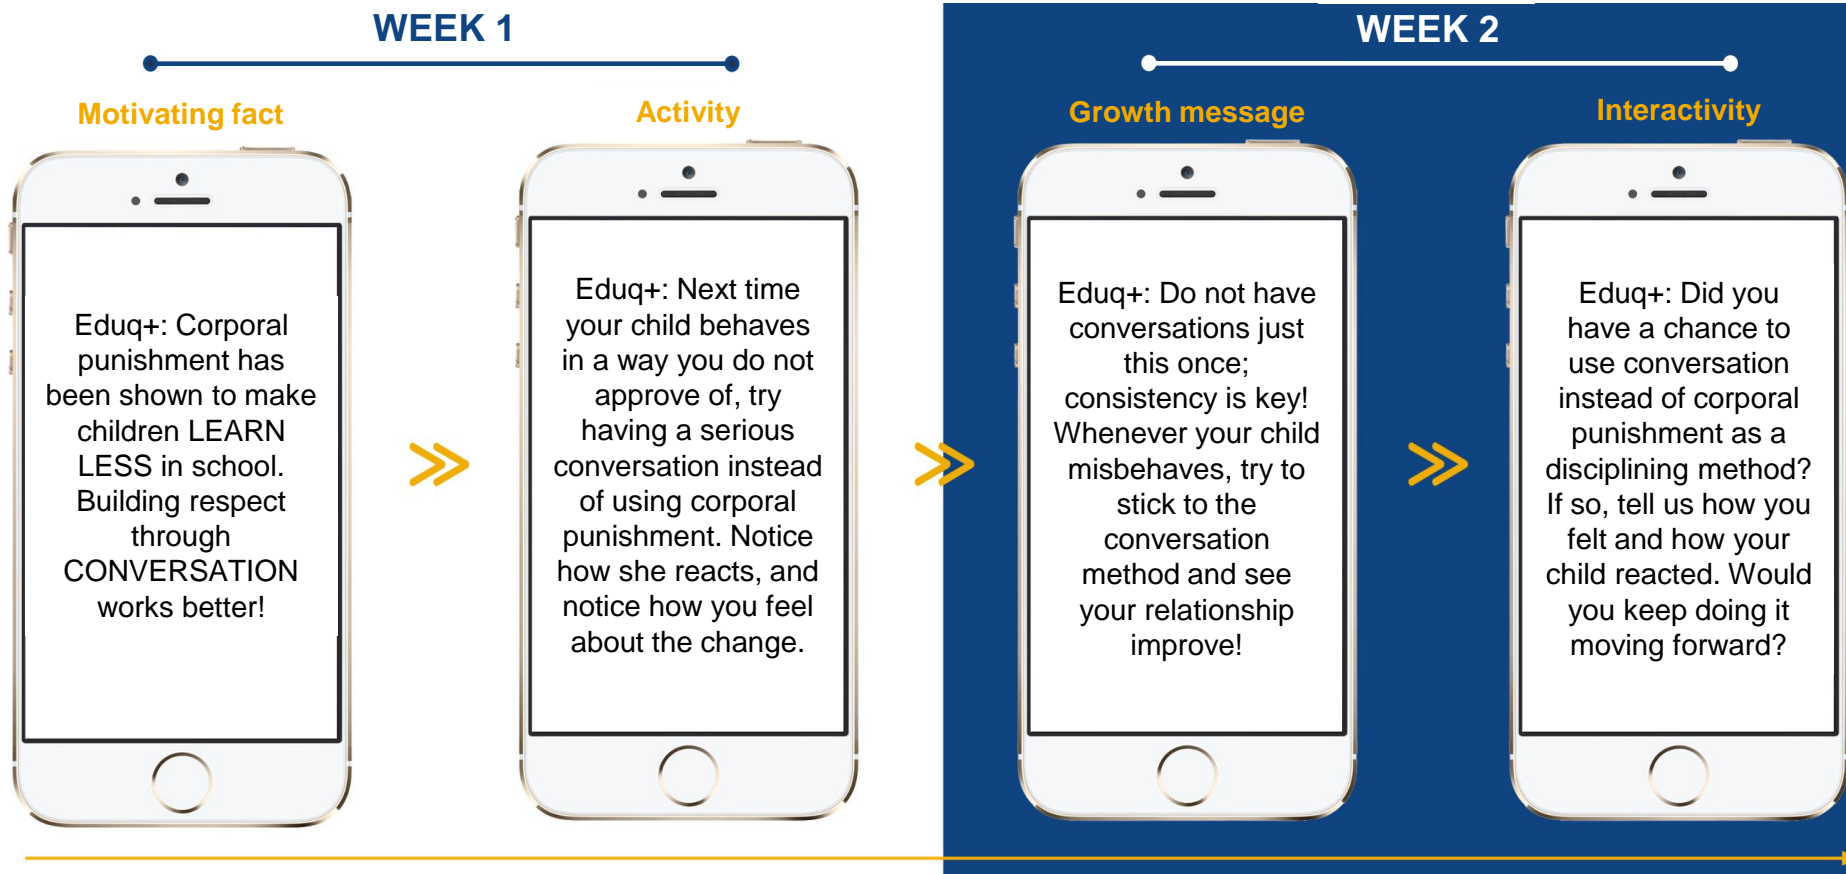 WEEK 1
Motivating fact
Eduq+: Corporal
punishment has
been shown to make
children LEARN
LESS in school.
Building respect
through
CONVERSATION
works better!
Activity
Eduq+: Next time
your child behaves
in a way you do not
approve of, try
having a serious
conversation instead
of using corporal
punishment. Notice
how she reacts, and
notice how you feel
about the change.
WEEK 2
Growth message
Eduq+: Do not have
conversations just
this once;
consistency is key!
Whenever your child
misbehaves, try to
stick to the
conversation
method and see
your relationship
improve!
Interactivity
Eduq+: Did you
have a chance to
use conversation
instead of corporal
punishment as a
disciplining method?
If so, tell us how you
felt and how your
child reacted. Would
you keep doing it
moving forward?